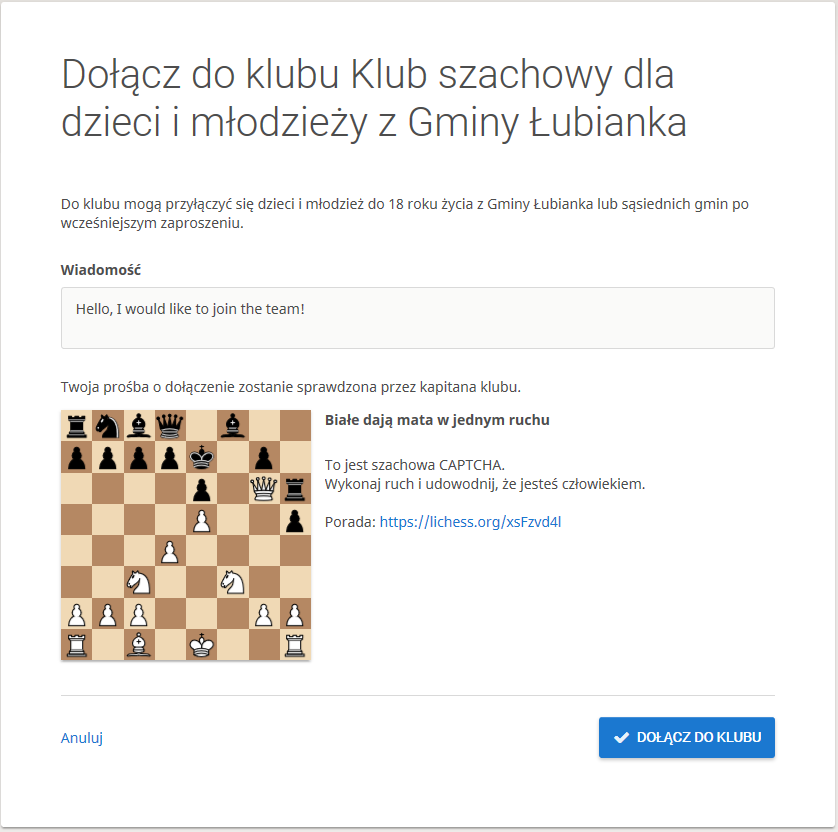 Dołącz do klubu Klub szachowy dla
dzieci i młodzieży z Gminy Łubianka
Do klubu mogą przyłączyć się dzieci i młodzież do 18 roku życia z Gminy Łubianka lub sąsiednich gmin po
wcześniejszym zaproszeniu.
Wiadomość
Hello, I would like to join the team!
Twoja prośba o dołączenie zostanie sprawdzona przez kapitana klubu.
Białe dają mata w jednym ruchu
To jest szachowa CAPTCHA.
Wykonaj ruch i udowodnij, że jesteś człowiekiem.
Porada: https://lichess.org/xsFzvd4l
Anuluj
DOŁĄCZ DO KLUBU